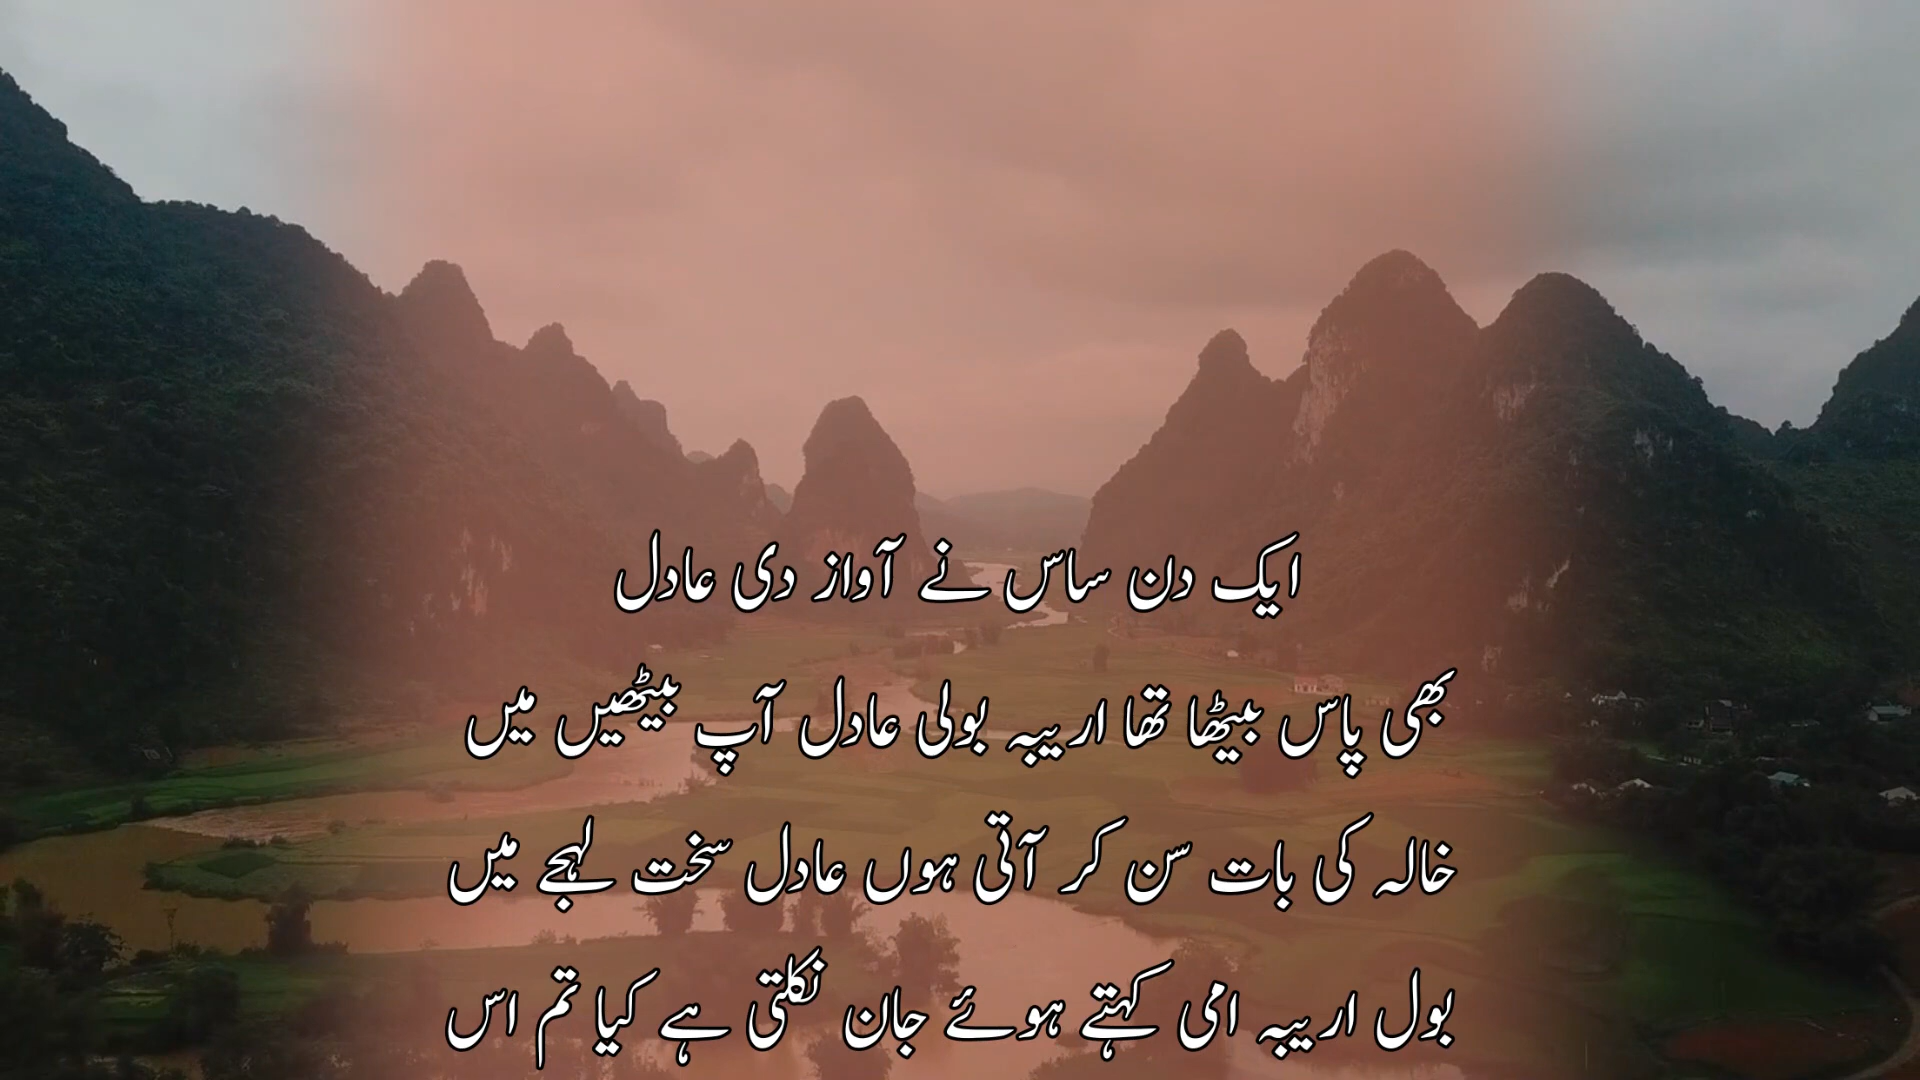 ایک دن ساس نے آواز دی عادل
بھی پاس بیٹھا تھا اریبہ بولی عادل آپ بیٹھیں میں
خالہ کی بات سن کر آتی ہوں عادل سخت لہجے میں
بول اریبہ امی کہتے ہوئے جان نکلتی ہے کیا تم اس